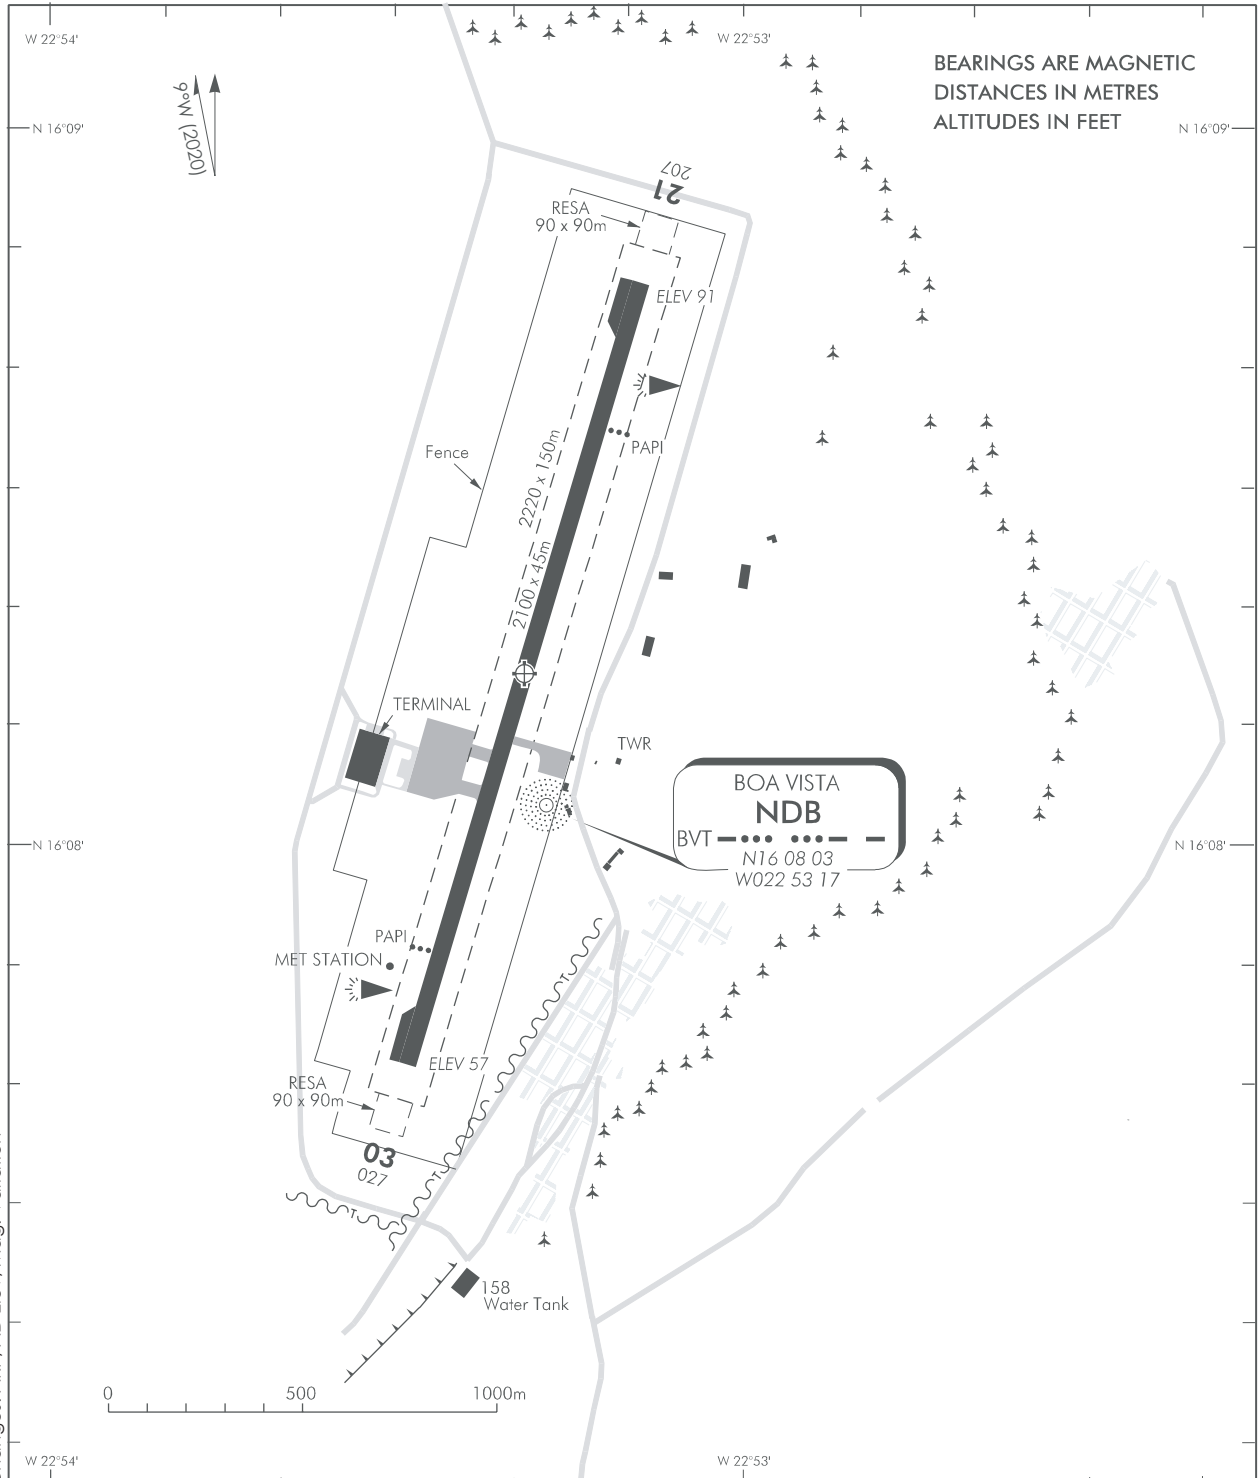 W 22°54'
W 22°53'
BEARINGS ARE MAGNETIC
DISTANCES IN METRES
ALTITUDES IN FEET
9°W (2020)
N 16°09'
N 16°09'
207
21
RESA
90 x 90m
ELEV 91
PAPI
Fence
2220 x 150m
2100 x 45m
TERMINAL
TWR
BOA VISTA
NDB
BVT
N16 08 03
W022 53 17
N 16°08'
N 16°08'
PAPI
MET STATION
T
ELEV 57
RESA
90 x 90m
03
027
T
T
158
Water Tank
0
500
1000m
W 22°54'
W 22°53'